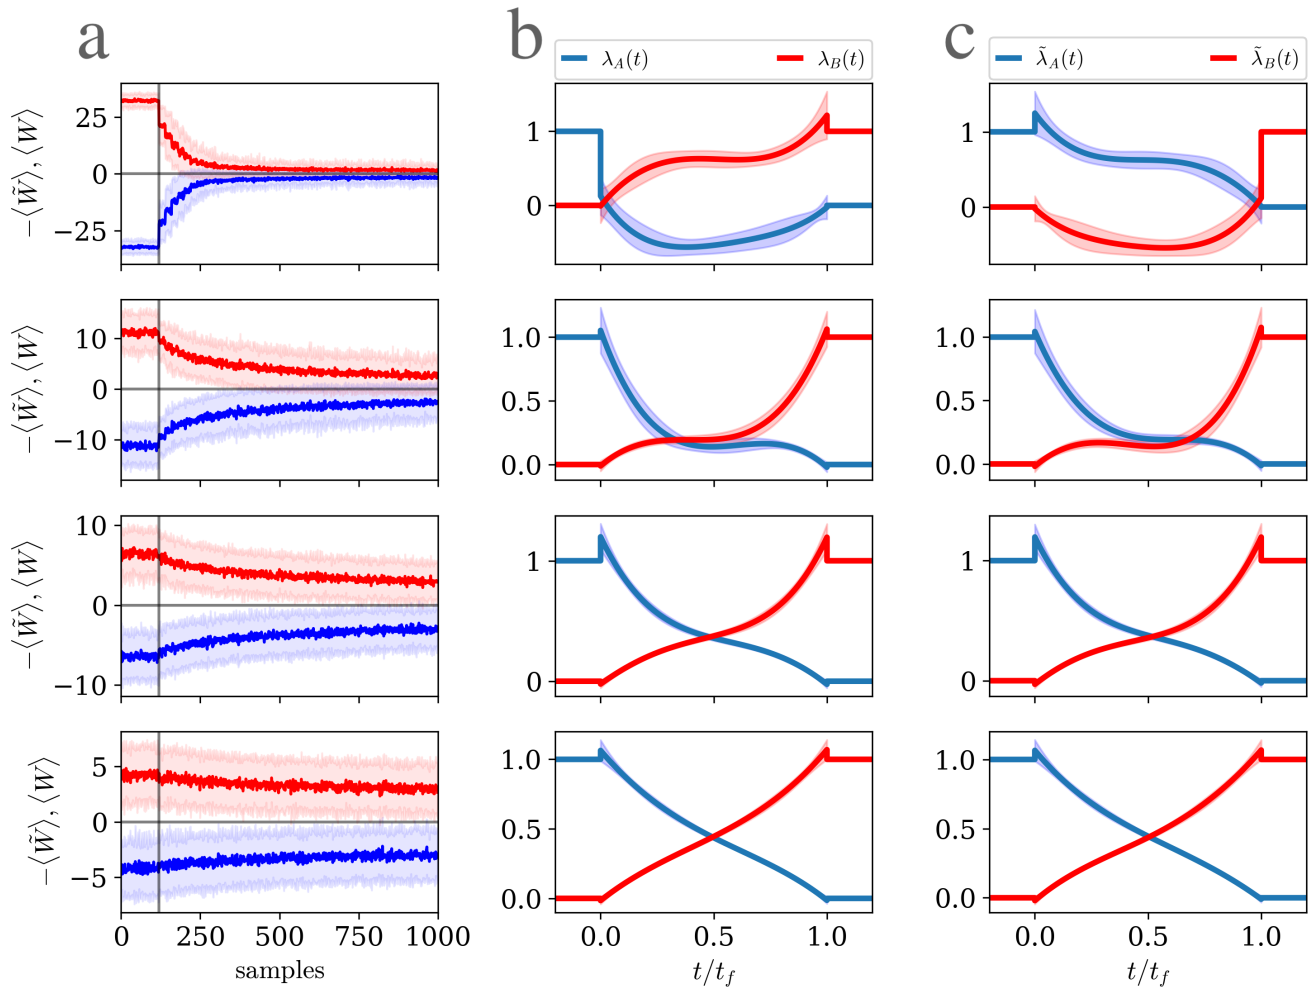 a
b
c
λ_A(t)
λ_B(t)
λ̃_A(t)
λ̃_B(t)
−⟨W̃⟩, ⟨W⟩
25
0
−25
1
0
1
0
−⟨W̃⟩, ⟨W⟩
10
0
−10
1.0
0.5
0.0
1.0
0.5
0.0
−⟨W̃⟩, ⟨W⟩
10
0
−10
1
0
1
0
−⟨W̃⟩, ⟨W⟩
5
0
−5
1.0
0.5
0.0
1.0
0.5
0.0
0 250 500 750 1000
samples
0.0 0.5 1.0
t/t_f
0.0 0.5 1.0
t/t_f